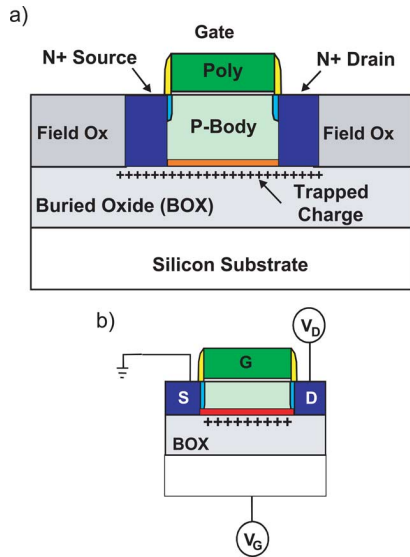 a)
Gate
N+ Source
N+ Drain
Poly
Field Ox
P-Body
Field Ox
+++++++++++++++++++++
Trapped
Charge
Buried Oxide (BOX)
Silicon Substrate
b)
V_D
G
S
D
+++++++++
BOX
V_G